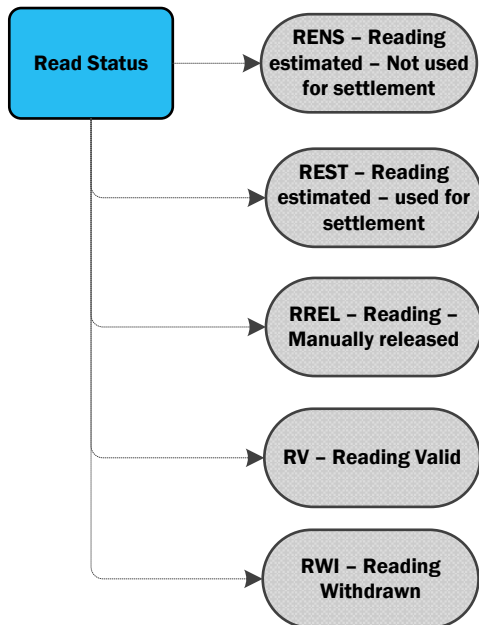 Read Status
RENS – Reading
estimated – Not used
for settlement
REST – Reading
estimated – used for
settlement
RREL – Reading –
Manually released
RV – Reading Valid
RWI – Reading
Withdrawn